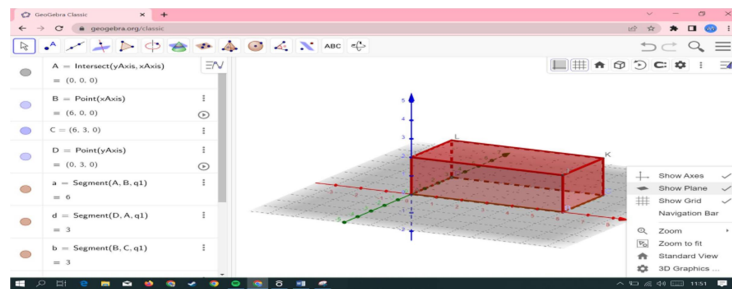 GeoGebra Classic
geogebra.org/classic
ABC
A = Intersect(yAxis, xAxis)
= (0, 0, 0)
B = Point(xAxis)
= (6, 0, 0)
C = (6, 3, 0)
D = Point(yAxis)
= (0, 3, 0)
a = Segment(A, B, q1)
= 6
d = Segment(D, A, q1)
= 3
b = Segment(B, C, q1)
= 3
L
K
Show Axes
Show Plane
Show Grid
Navigation Bar
Zoom
Zoom to fit
Standard View
3D Graphics ...
11:51